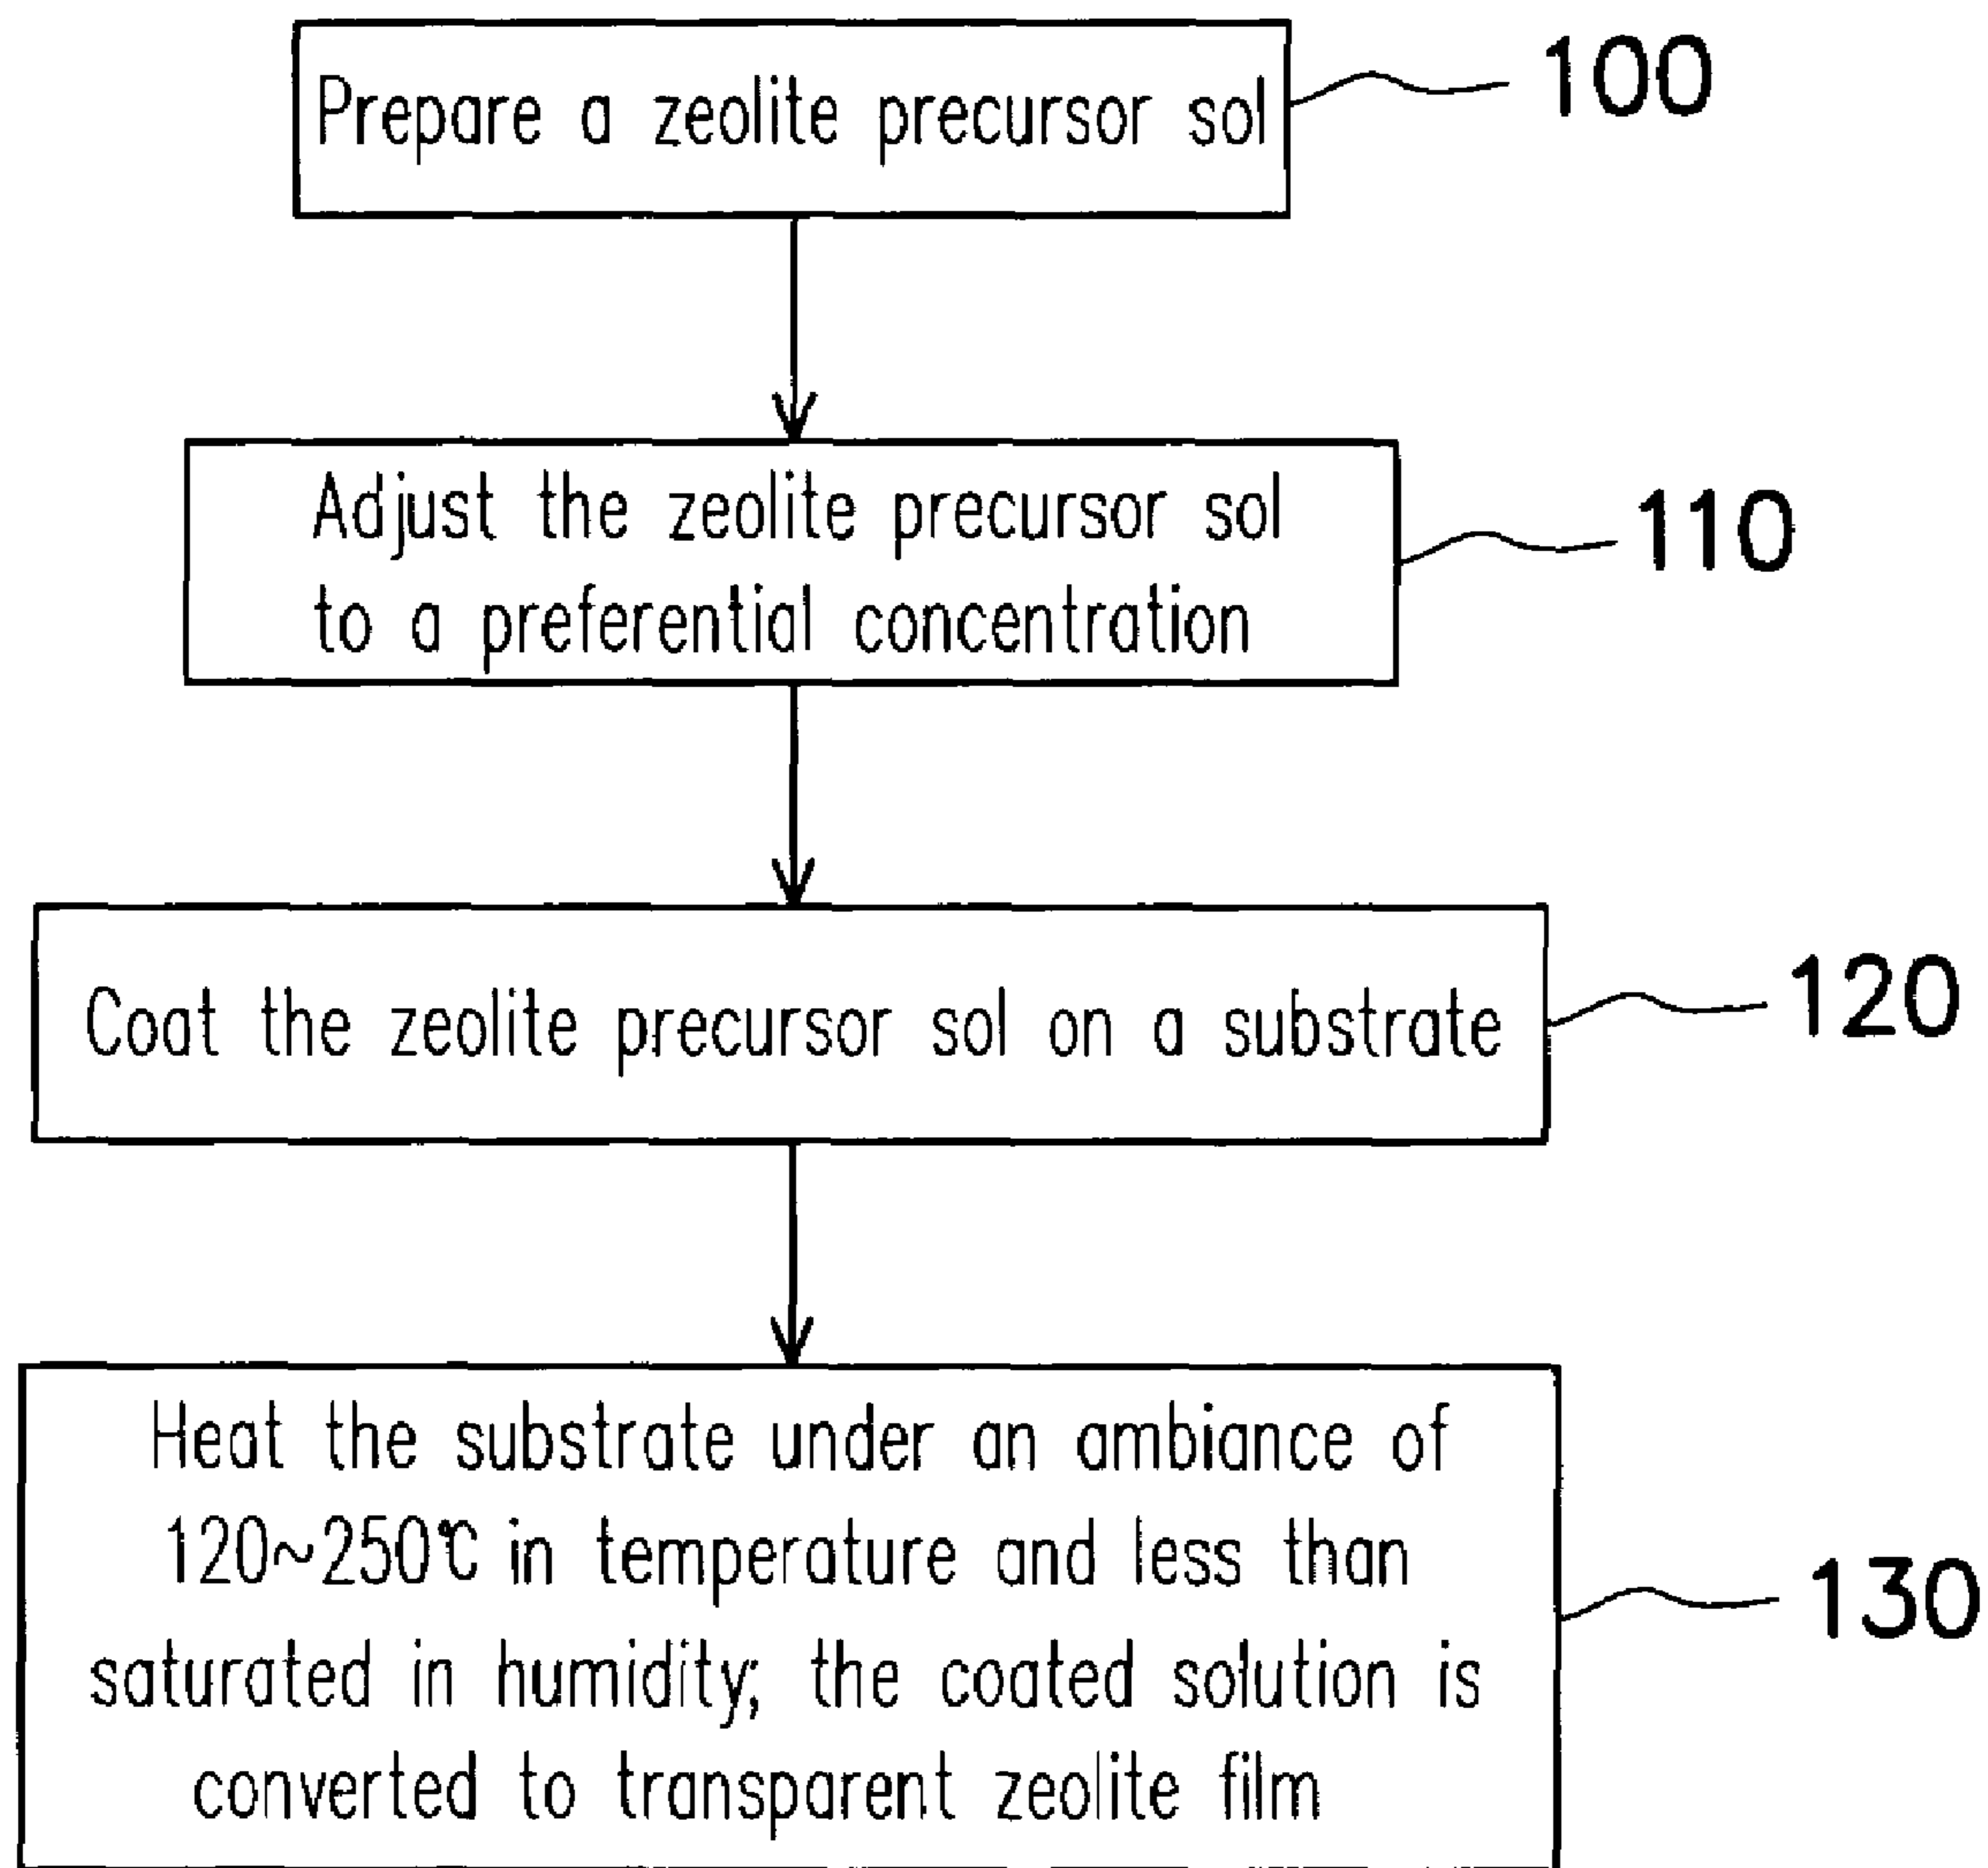 Prepare a zeolite precursor sol
100
Adjust the zeolite precursor sol
to a preferential concentration
110
Coat the zeolite precursor sol on a substrate
120
Heat the substrate under an ambiance of
120~250℃ in temperature and less than
saturated in humidity; the coated solution is
converted to transparent zeolite film
130